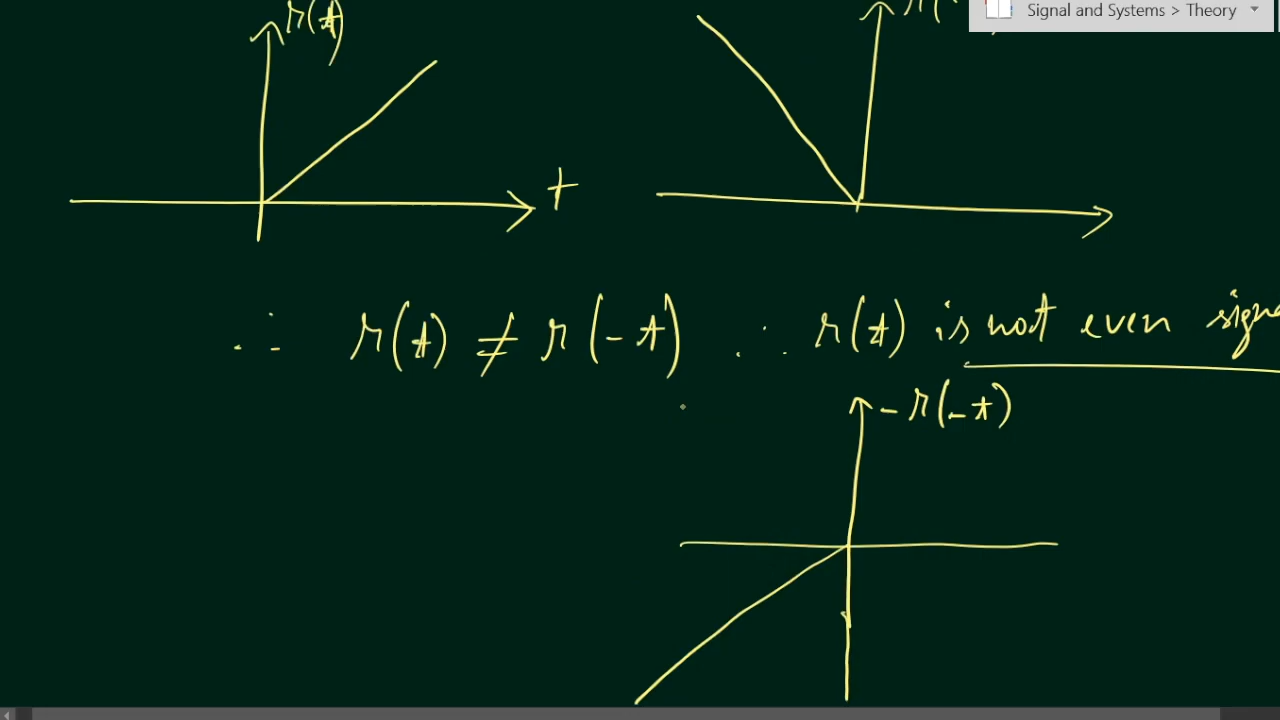 Signal and Systems > Theory
r(t)
t
∴ r(t) ≠ r(-t) ∴ r(t) is not even
-r(-t)